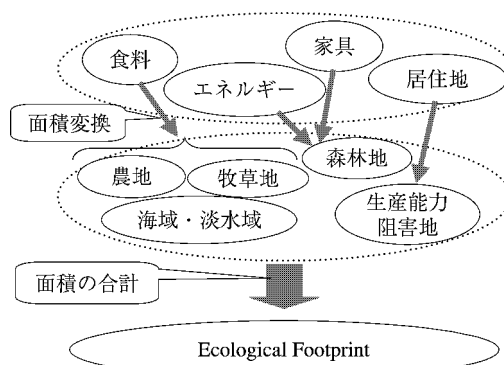 食料
家具
エネルギー
居住地
面積変換
森林地
農地
牧草地
海域・淡水域
生産能力
阻害地
面積の合計
Ecological Footprint